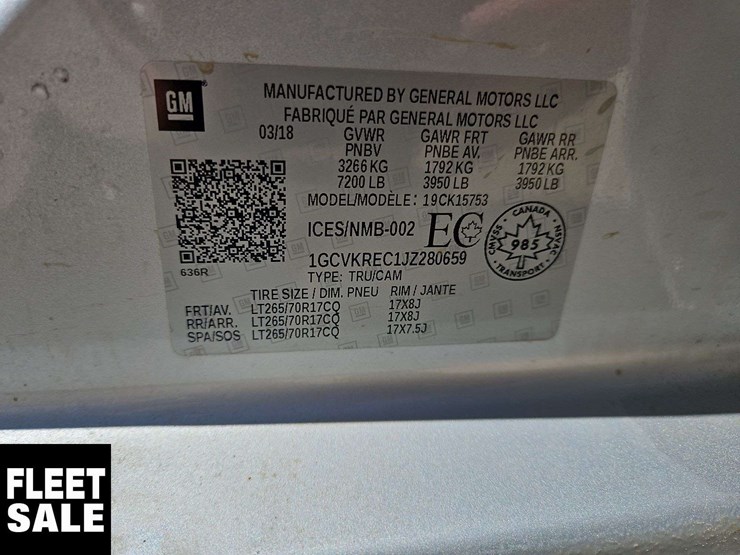 GM
MANUFACTURED BY GENERAL MOTORS LLC
FABRIQUÉ PAR GENERAL MOTORS LLC
03/18 GVWR GAWR FRT GAWR RR
PNBV PNBE AV. PNBE ARR.
3266 KG 1792 KG 1792 KG
7200 LB 3950 LB 3950 LB
MODEL/MODÈLE: 19CK15753
ICES/NMB-002 EC
CANADA
CMVSS NSVAC
985
TRANSPORT
636R
1GCVKREC1JZ280659
TYPE: TRU/CAM
TIRE SIZE / DIM. PNEU RIM / JANTE
FRT/AV. LT265/70R17CQ 17X8J
RR/ARR. LT265/70R17CQ 17X8J
SPA/SOS LT265/70R17CQ 17X7.5J
FLEET
SALE